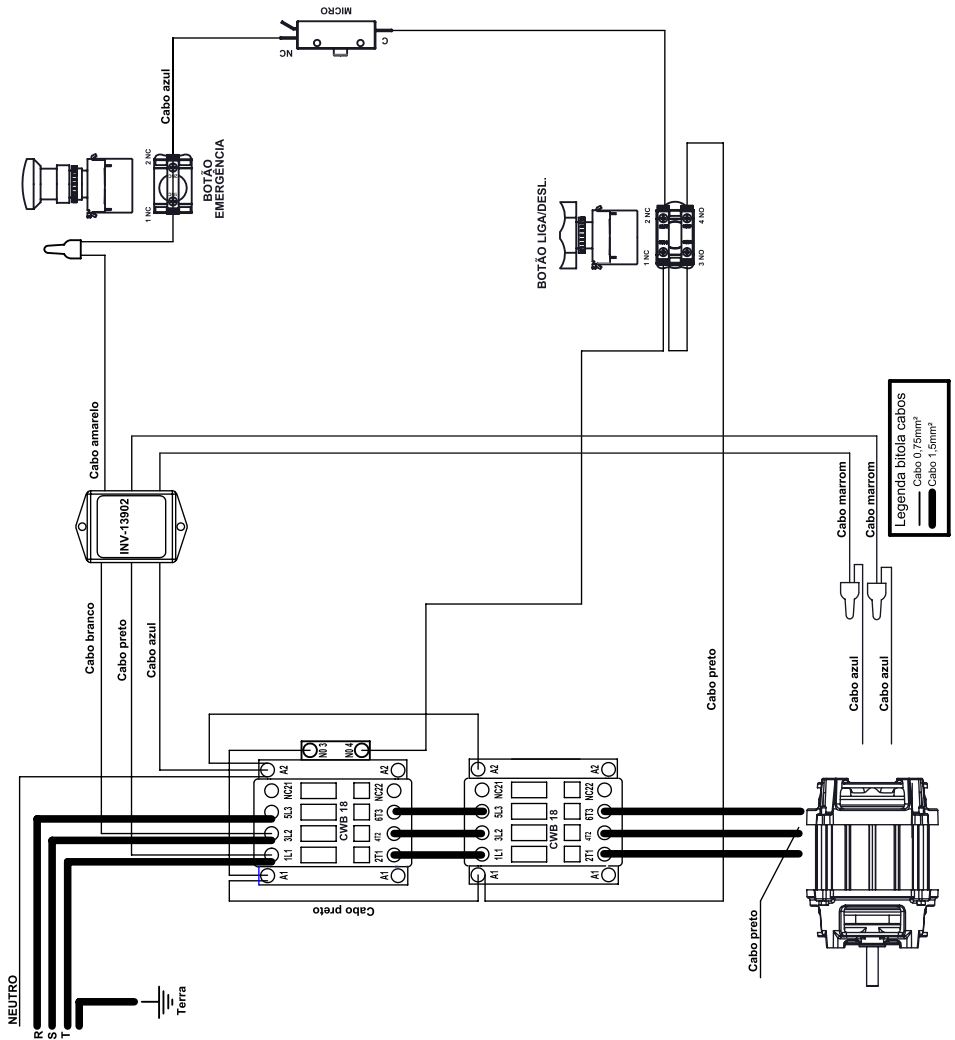 MICRO
NC
C
Cabo azul
2 NC
1 NC
BOTÃO
EMERGÊNCIA
BOTÃO LIGA/DESL.
2 NC
1 NC
4 NO
3 NO
Cabo amarelo
INV-13902
Cabo branco
Cabo preto
Cabo azul
Legenda bitola cabos
Cabo 0,75mm²
Cabo 1,5mm²
Cabo marrom
Cabo marrom
Cabo azul
Cabo azul
Cabo preto
N0 3
N0 4
A2
A2
NC21
NC22
5L3
6T3
3L2
4T2
1L1
2T1
A1
A1
CWB 18
A2
A2
NC21
NC22
5L3
6T3
3L2
4T2
1L1
2T1
A1
A1
CWB 18
Cabo preto
Cabo preto
NEUTRO
R
S
T
Terra